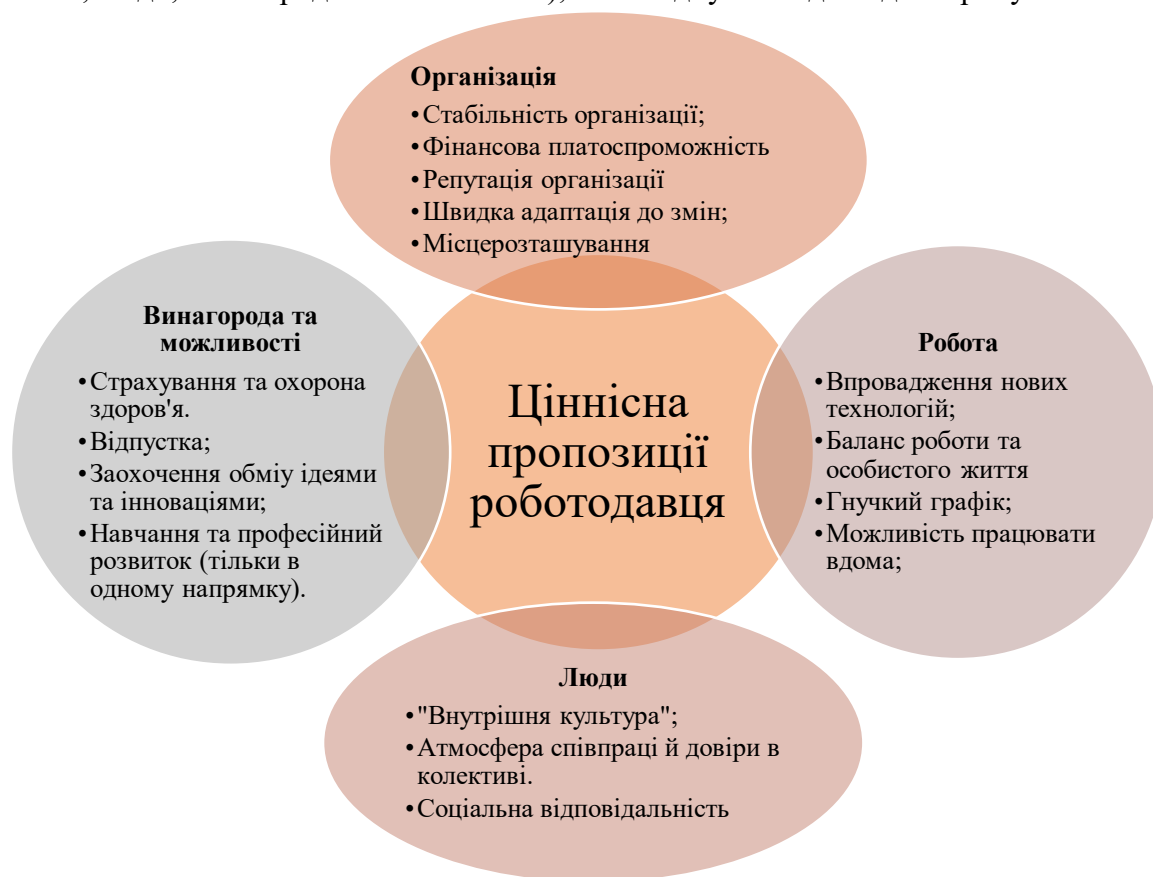 Організація
•Стабільність організації;
•Фінансова платоспроможність
•Репутація організації
•Швидка адаптація до змін;
•Місцерозташування
Винагорода та
можливості
•Страхування та охорона
здоров'я.
•Відпустка;
•Заохочення обміу ідеями
та інноваціями;
•Навчання та професійний
розвиток (тільки в
одному напрямку).
Ціннісна
пропозиції
роботодавця
Робота
•Впровадження нових
технологій;
•Баланс роботи та
особистого життя
•Гнучкий графік;
•Можливість працювати
вдома;
Люди
•"Внутрішня культура";
•Атмосфера співпраці й довіри в
колективі.
•Соціальна відповідальність